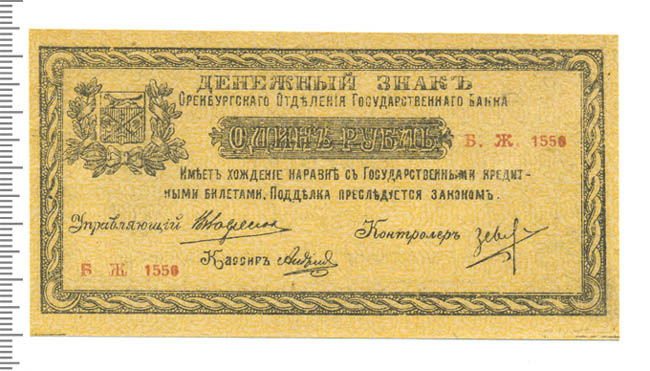 ДЕНЕЖНЫЙ ЗНАКЪ
ОРЕНБУРГСКАГО ОТДѢЛЕНІЯ ГОСУДАРСТВЕННАГО БАНКА
ОДИНЪ РУБЛЬ
Б. Ж. 1556
ИМѢЕТЪ ХОЖДЕНІЕ НАРАВНѢ СЪ ГОСУДАРСТВЕННЫМИ КРЕДИТ-
НЫМИ БИЛЕТАМИ. ПОДДѢЛКА ПРЕСЛѢДУЕТСЯ ЗАКОНОМЪ.
Управляющій
Контролеръ
Кассиръ
Б Ж 1556